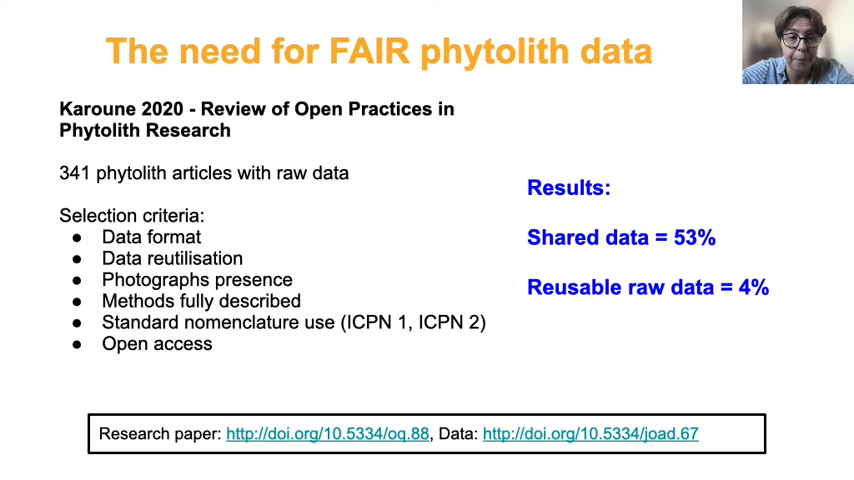 The need for FAIR phytolith data
Karoune 2020 - Review of Open Practices in
Phytolith Research
341 phytolith articles with raw data
Selection criteria:
● Data format
● Data reutilisation
● Photographs presence
● Methods fully described
● Standard nomenclature use (ICPN 1, ICPN 2)
● Open access
Results:
Shared data = 53%
Reusable raw data = 4%
Research paper: http://doi.org/10.5334/oq.88, Data: http://doi.org/10.5334/joad.67